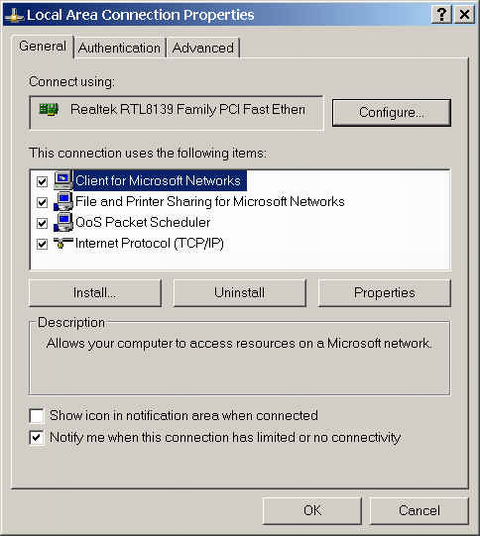 Local Area Connection Properties
General Authentication Advanced
Connect using:
Realtek RTL8139 Family PCI Fast Ethern
Configure...
This connection uses the following items:
Client for Microsoft Networks
File and Printer Sharing for Microsoft Networks
QoS Packet Scheduler
Internet Protocol (TCP/IP)
Install... Uninstall Properties
Description
Allows your computer to access resources on a Microsoft network.
Show icon in notification area when connected
Notify me when this connection has limited or no connectivity
OK Cancel